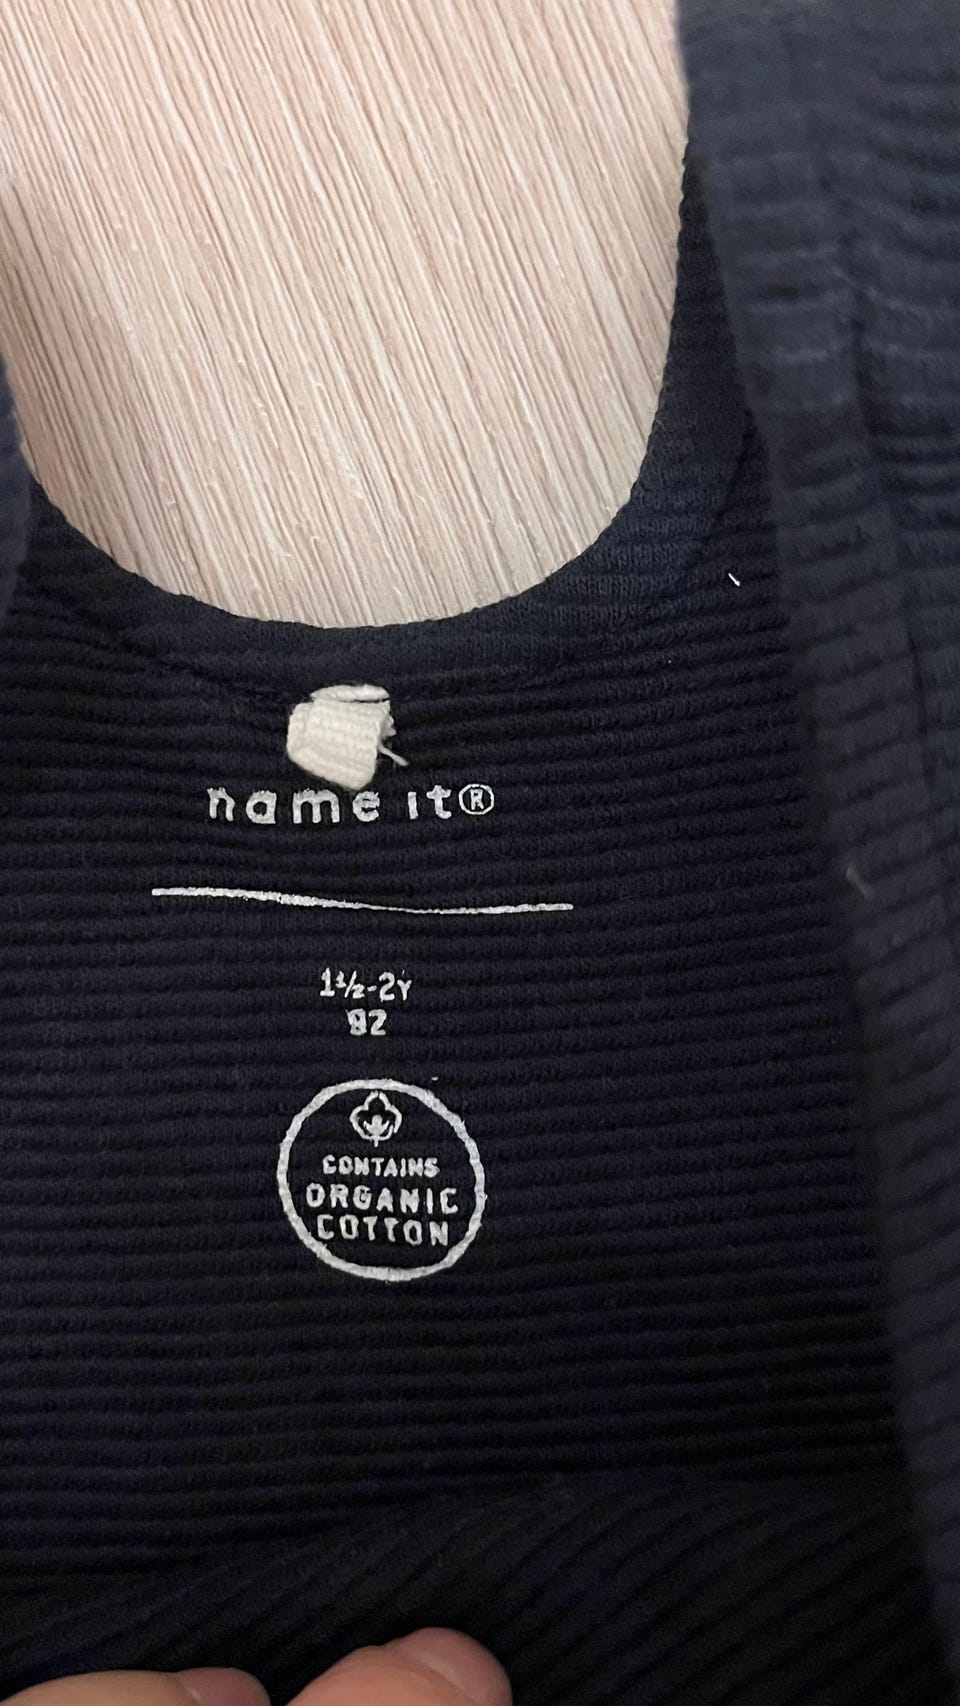 name it®
1½-2Y
92
CONTAINS
ORGANIC
COTTON